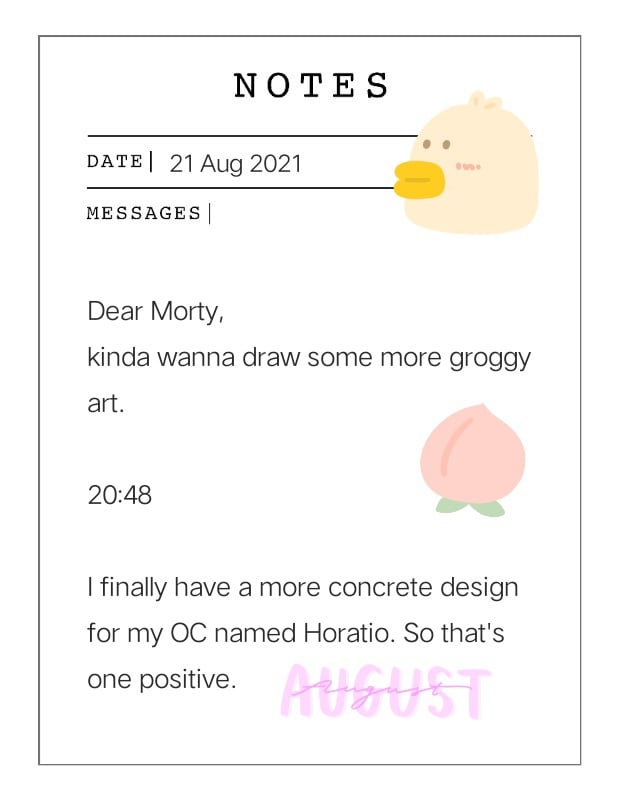 NOTES
DATE| 21 Aug 2021
MESSAGES|
Dear Morty,
kinda wanna draw some more groggy
art.
20:48
I finally have a more concrete design
for my OC named Horatio. So that's
one positive.
AUGUST
August